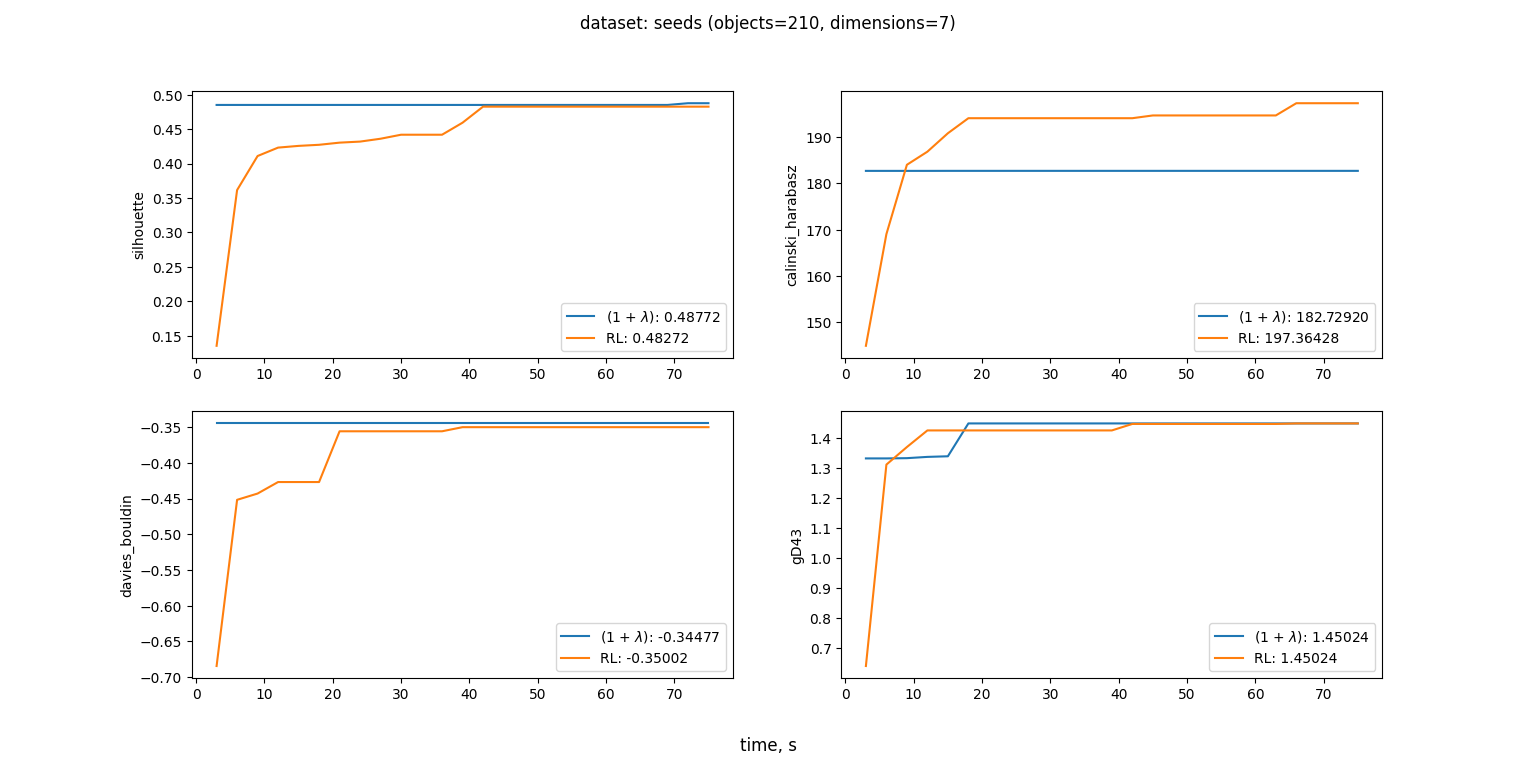 dataset: seeds (objects=210, dimensions=7)
silhouette
0.50
0.45
0.40
0.35
0.30
0.25
0.20
0.15
(1 + λ): 0.48772
RL: 0.48272
0 10 20 30 40 50 60 70
calinski_harabasz
190
180
170
160
150
(1 + λ): 182.72920
RL: 197.36428
0 10 20 30 40 50 60 70
davies_bouldin
−0.35
−0.40
−0.45
−0.50
−0.55
−0.60
−0.65
−0.70
(1 + λ): -0.34477
RL: -0.35002
0 10 20 30 40 50 60 70
gD43
1.4
1.3
1.2
1.1
1.0
0.9
0.8
0.7
(1 + λ): 1.45024
RL: 1.45024
0 10 20 30 40 50 60 70
time, s